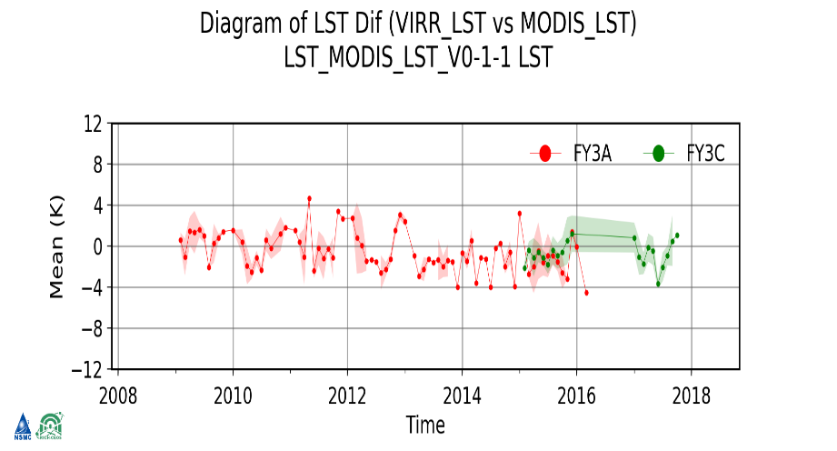 Diagram of LST Dif (VIRR_LST vs MODIS_LST)
LST_MODIS_LST_V0-1-1 LST
FY3A
FY3C
Mean (K)
12
8
4
0
−4
−8
−12
2008 2010 2012 2014 2016 2018
Time
NSMC